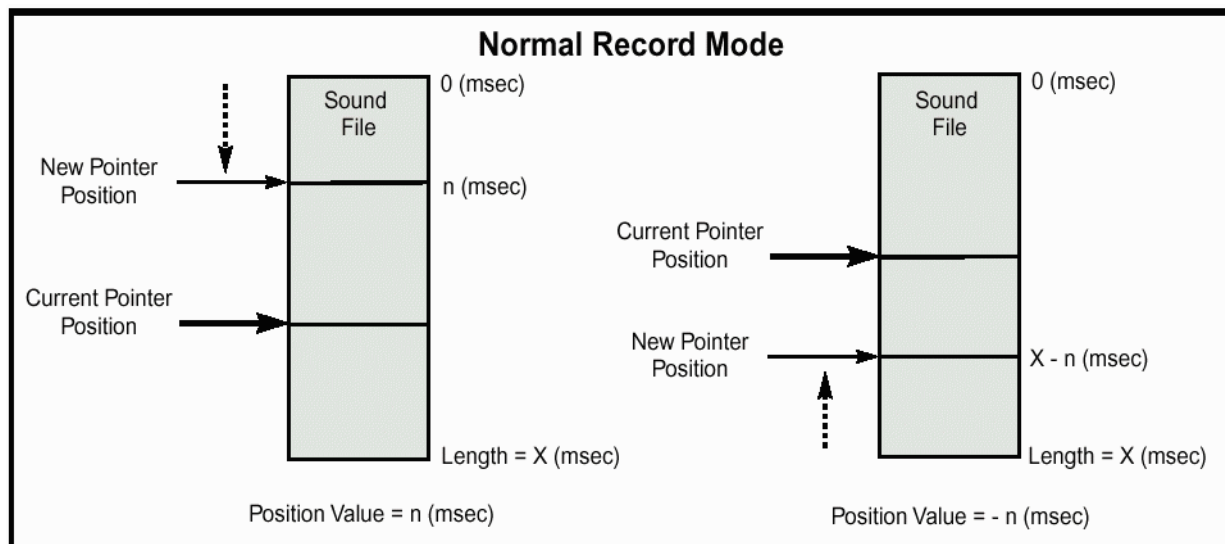 Normal Record Mode
0 (msec)
Sound
File
New Pointer
Position
n (msec)
Current Pointer
Position
Length = X (msec)
Position Value = n (msec)
0 (msec)
Sound
File
Current Pointer
Position
New Pointer
Position
X - n (msec)
Length = X (msec)
Position Value = - n (msec)